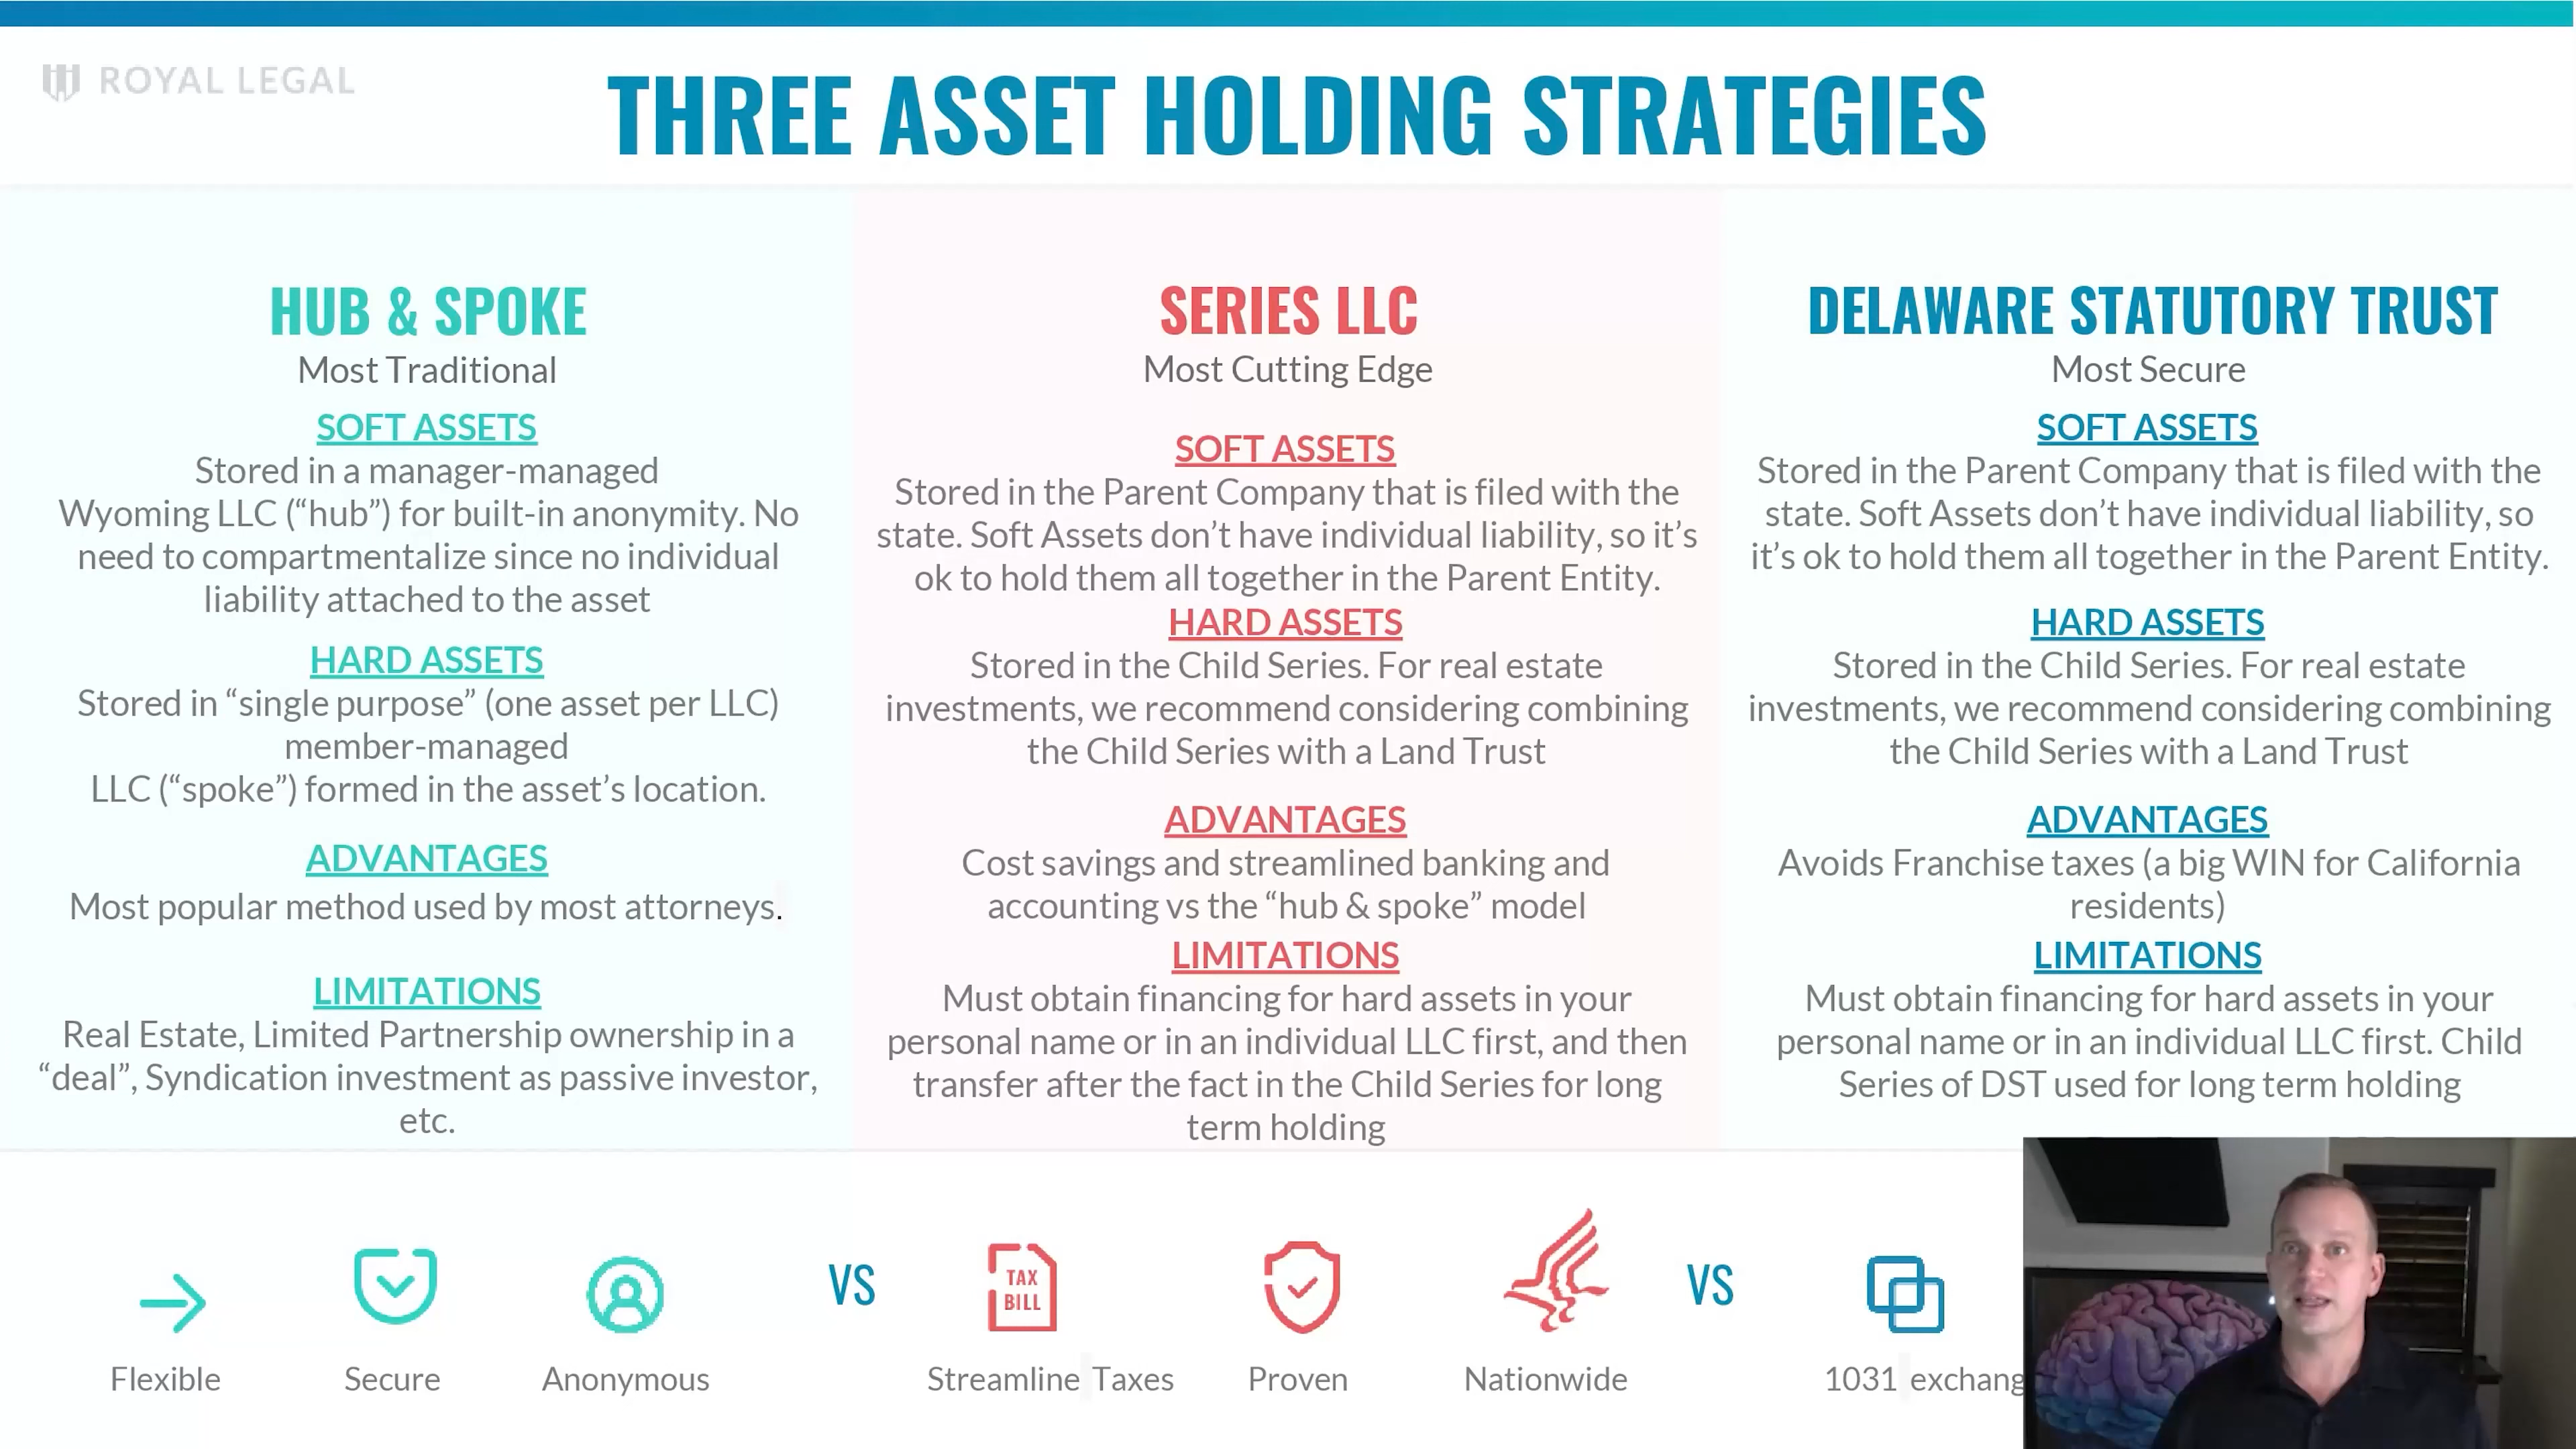 ROYAL LEGAL
THREE ASSET HOLDING STRATEGIES
HUB & SPOKE
Most Traditional
SOFT ASSETS
Stored in a manager-managed
Wyoming LLC (“hub”) for built-in anonymity. No
need to compartmentalize since no individual
liability attached to the asset
HARD ASSETS
Stored in “single purpose” (one asset per LLC)
member-managed
LLC (“spoke”) formed in the asset’s location.
ADVANTAGES
Most popular method used by most attorneys.
LIMITATIONS
Real Estate, Limited Partnership ownership in a
“deal”, Syndication investment as passive investor,
etc.
SERIES LLC
Most Cutting Edge
SOFT ASSETS
Stored in the Parent Company that is filed with the
state. Soft Assets don’t have individual liability, so it’s
ok to hold them all together in the Parent Entity.
HARD ASSETS
Stored in the Child Series. For real estate
investments, we recommend considering combining
the Child Series with a Land Trust
ADVANTAGES
Cost savings and streamlined banking and
accounting vs the “hub & spoke” model
LIMITATIONS
Must obtain financing for hard assets in your
personal name or in an individual LLC first, and then
transfer after the fact in the Child Series for long
term holding
DELAWARE STATUTORY TRUST
Most Secure
SOFT ASSETS
Stored in the Parent Company that is filed with the
state. Soft Assets don’t have individual liability, so
it’s ok to hold them all together in the Parent Entity.
HARD ASSETS
Stored in the Child Series. For real estate
investments, we recommend considering combining
the Child Series with a Land Trust
ADVANTAGES
Avoids Franchise taxes (a big WIN for California
residents)
LIMITATIONS
Must obtain financing for hard assets in your
personal name or in an individual LLC first. Child
Series of DST used for long term holding
Flexible
Secure
Anonymous
VS
TAX
BILL
Streamline Taxes
Proven
Nationwide
VS
1031 exchang